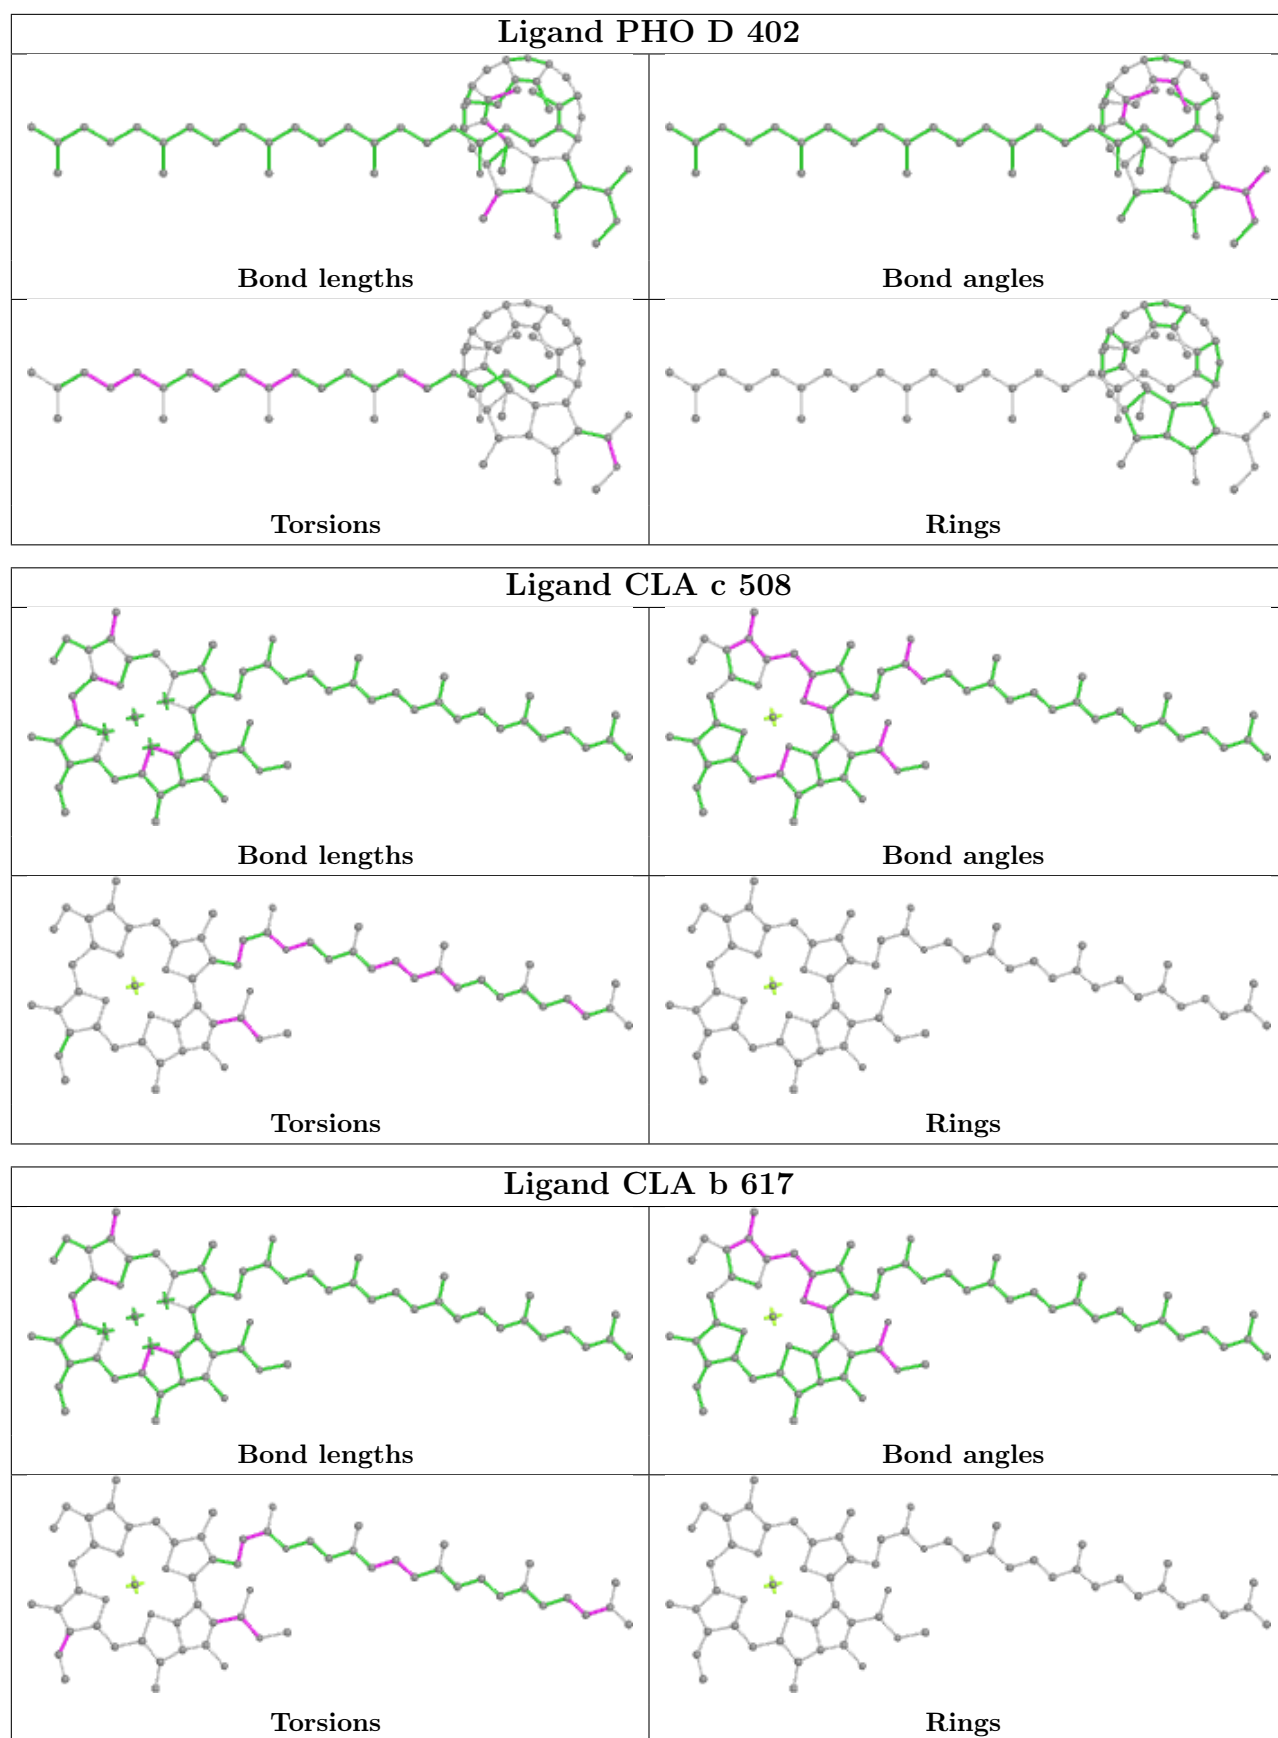 Ligand PHO D 402
Bond lengths
Bond angles
Torsions
Rings
Ligand CLA c 508
Bond lengths
Bond angles
Torsions
Rings
Ligand CLA b 617
Bond lengths
Bond angles
Torsions
Rings